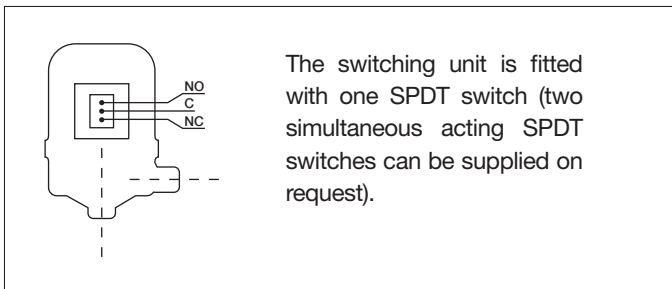 NO
C
NC
The switching unit is fitted
with one SPDT switch (two
simultaneous acting SPDT
switches can be supplied on
request).